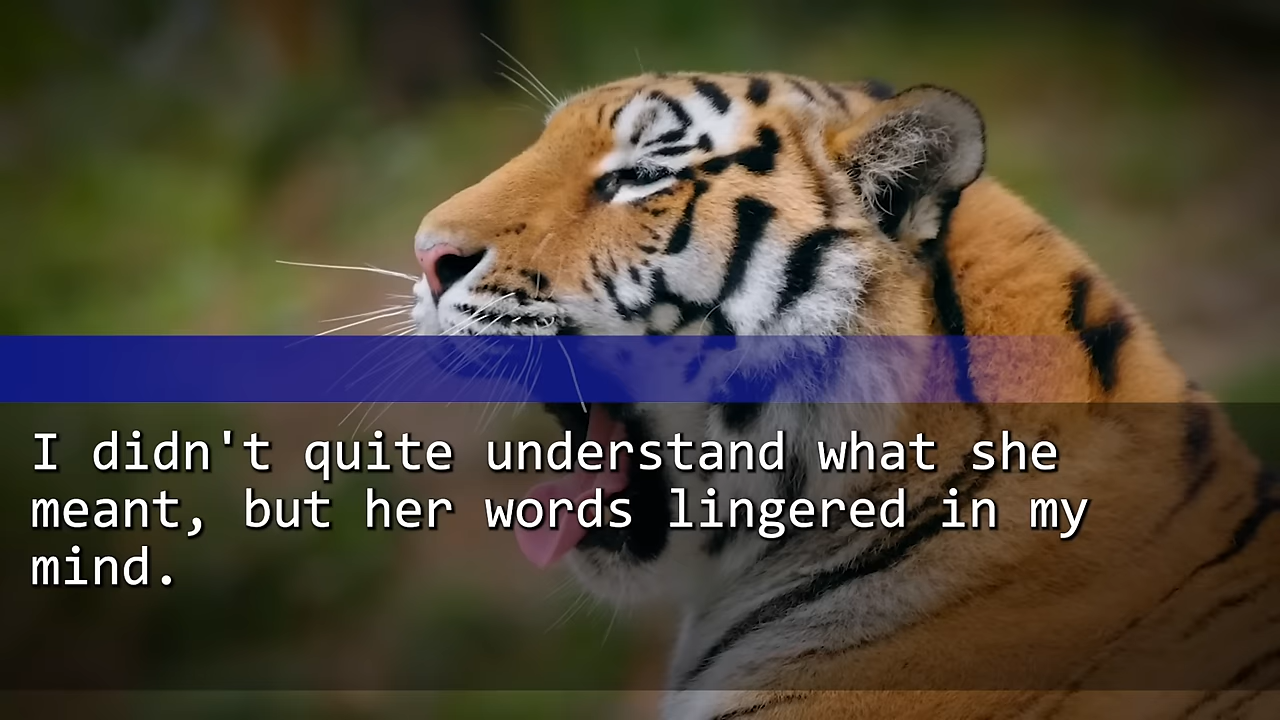 I didn't quite understand what she
meant, but her words lingered in my
mind.